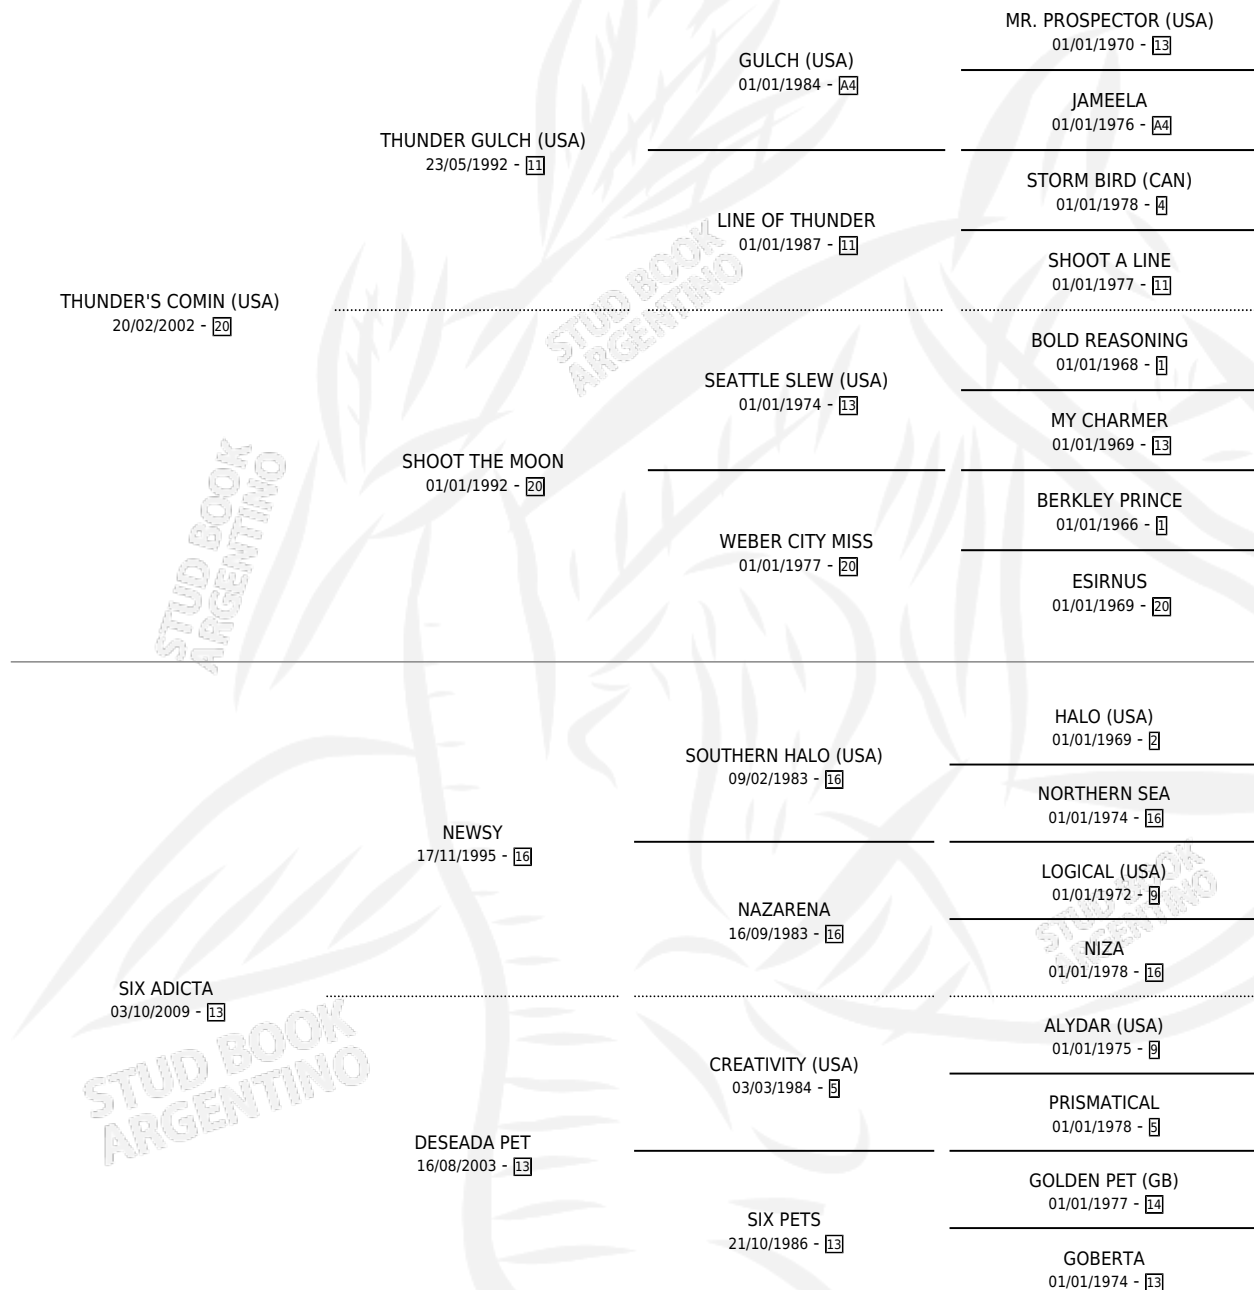 MR. PROSPECTOR (USA)
01/01/1970 - 13
GULCH (USA)
01/01/1984 - A4
JAMEELA
01/01/1976 - A4
THUNDER GULCH (USA)
23/05/1992 - 11
STORM BIRD (CAN)
01/01/1978 - 4
LINE OF THUNDER
01/01/1987 - 11
SHOOT A LINE
01/01/1977 - 11
THUNDER'S COMIN (USA)
20/02/2002 - 20
BOLD REASONING
01/01/1968 - 1
SEATTLE SLEW (USA)
01/01/1974 - 13
MY CHARMER
01/01/1969 - 13
SHOOT THE MOON
01/01/1992 - 20
BERKLEY PRINCE
01/01/1966 - 1
WEBER CITY MISS
01/01/1977 - 20
ESIRNUS
01/01/1969 - 20
HALO (USA)
01/01/1969 - 2
SOUTHERN HALO (USA)
09/02/1983 - 16
NORTHERN SEA
01/01/1974 - 16
NEWSY
17/11/1995 - 16
LOGICAL (USA)
01/01/1972 - 9
NAZARENA
16/09/1983 - 16
NIZA
01/01/1978 - 16
SIX ADICTA
03/10/2009 - 13
ALYDAR (USA)
01/01/1975 - 9
CREATIVITY (USA)
03/03/1984 - 5
PRISMATICAL
01/01/1978 - 5
DESEADA PET
16/08/2003 - 13
GOLDEN PET (GB)
01/01/1977 - 14
SIX PETS
21/10/1986 - 13
GOBERTA
01/01/1974 - 13
STUD BOOK
ARGENTINO
STUD BOOK
ARGENTINO
STUD BOOK
ARGENTINO
STUD BOOK
ARGENTINO